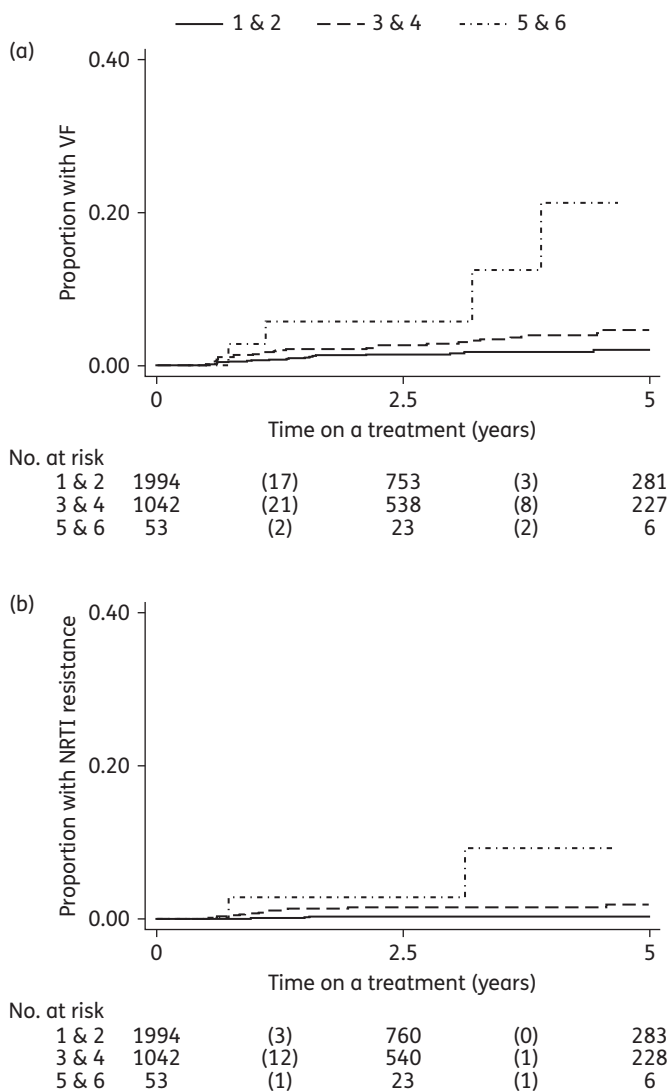 1 & 2 3 & 4 5 & 6
(a)
0.40
0.20
0.00
Proportion with VF
0 2.5 5
Time on a treatment (years)
No. at risk
1 & 2 1994 (17) 753 (3) 281
3 & 4 1042 (21) 538 (8) 227
5 & 6 53 (2) 23 (2) 6
(b)
0.40
0.20
0.00
Proportion with NRTI resistance
0 2.5 5
Time on a treatment (years)
No. at risk
1 & 2 1994 (3) 760 (0) 283
3 & 4 1042 (12) 540 (1) 228
5 & 6 53 (1) 23 (1) 6